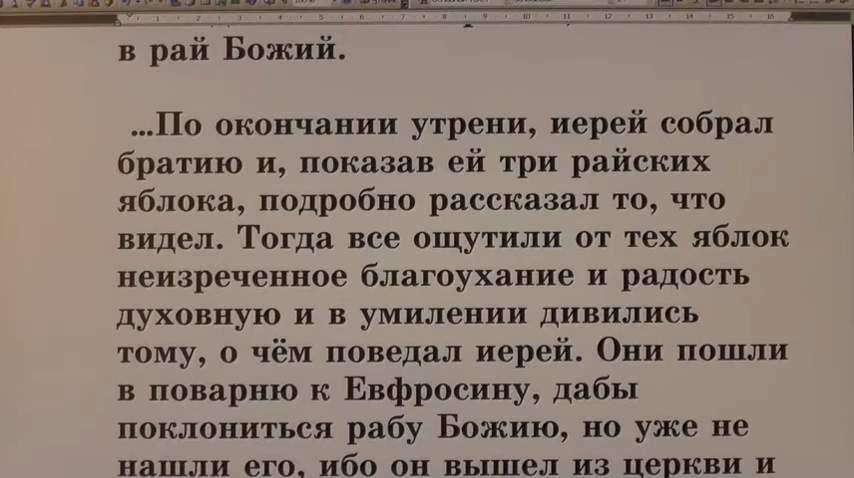 в рай Божий.
...По окончании утрени, иерей собрал
братию и, показав ей три райских
яблока, подробно рассказал то, что
видел. Тогда все ощутили от тех яблок
неизреченное благоухание и радость
духовную и в умилении дивились
тому, о чём поведал иерей. Они пошли
в поварню к Евфросину, дабы
поклониться рабу Божию, но уже не
нашли его, ибо он вышел из церкви и